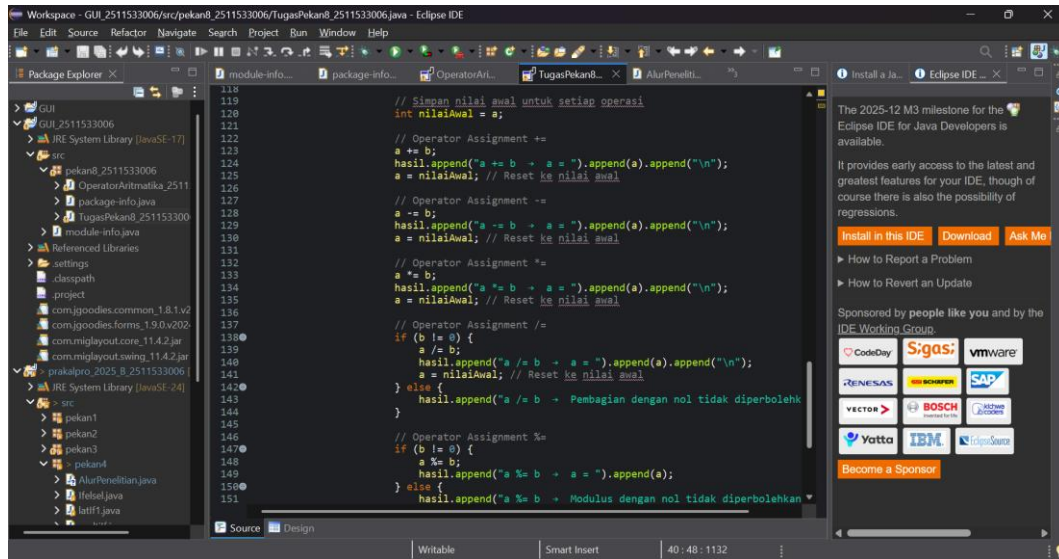 Workspace - GUI_2511533006/src/pekan8_2511533006/TugasPekan8_2511533006.java - Eclipse IDE
File Edit Source Refactor Navigate Search Project Run Window Help
Package Explorer
module-info...
package-info...
OperatorAri...
TugasPekan8...
AlurPeneliti...
Install a Ja...
Eclipse IDE ...
GUI
GUI_2511533006
JRE System Library [JavaSE-17]
src
pekan8_2511533006
OperatorAritmatika_2511
package-info.java
TugasPekan8_251153300
module-info.java
Referenced Libraries
.settings
.classpath
.project
com.jgoodies.common_1.8.1.v2
com.jgoodies.forms_1.9.0.v202
com.miglayout.core_11.4.2.jar
com.miglayout.swing_11.4.2.jar
> prakalpro_2025_B_2511533006 [
JRE System Library [JavaSE-24]
> src
pekan1
pekan2
pekan3
> pekan4
AlurPenelitian.java
Ifelsel.java
latIf1.java
118
119 // Simpan nilai awal untuk setiap operasi
120 int nilaiAwal = a;
121
122 // Operator Assignment +=
123 a += b;
124 hasil.append("a += b → a = ").append(a).append("\n");
125 a = nilaiAwal; // Reset ke nilai awal
126
127 // Operator Assignment -=
128 a -= b;
129 hasil.append("a -= b → a = ").append(a).append("\n");
130 a = nilaiAwal; // Reset ke nilai awal
131
132 // Operator Assignment *=
133 a *= b;
134 hasil.append("a *= b → a = ").append(a).append("\n");
135 a = nilaiAwal; // Reset ke nilai awal
136
137 // Operator Assignment /=
138 if (b != 0) {
139 a /= b;
140 hasil.append("a /= b → a = ").append(a).append("\n");
141 a = nilaiAwal; // Reset ke nilai awal
142 } else {
143 hasil.append("a /= b → Pembagian dengan nol tidak diperbolehk
144 }
145
146 // Operator Assignment %=
147 if (b != 0) {
148 a %= b;
149 hasil.append("a %= b → a = ").append(a);
150 } else {
151 hasil.append("a %= b → Modulus dengan nol tidak diperbolehkan
Source Design
The 2025-12 M3 milestone for the
Eclipse IDE for Java Developers is
available.
It provides early access to the latest and
greatest features for your IDE, though of
course there is also the possibility of
regressions.
Install in this IDE
Download
Ask Me
How to Report a Problem
How to Revert an Update
Sponsored by people like you and by the
IDE Working Group.
CodeDay
Sigasi
vmware
RENESAS
SCHAEFER
SAP
VECTOR
BOSCH
Yatta
IBM
EclipseSource
Become a Sponsor
Writable
Smart Insert
40 : 48 : 1132